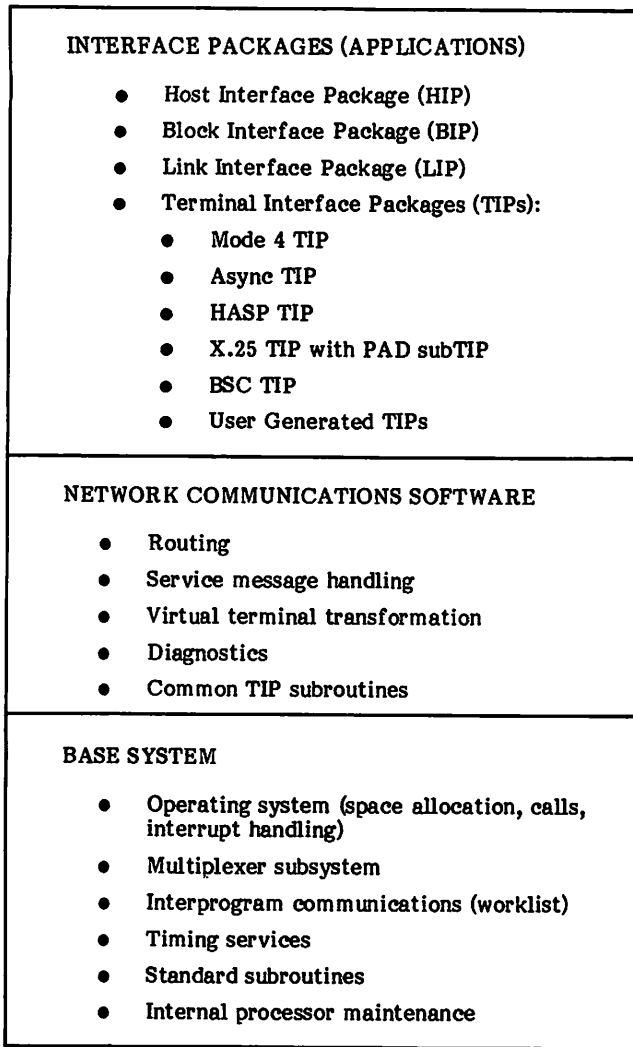 INTERFACE PACKAGES (APPLICATIONS)
● Host Interface Package (HIP)
● Block Interface Package (BIP)
● Link Interface Package (LIP)
● Terminal Interface Packages (TIPs):
● Mode 4 TIP
● Async TIP
● HASP TIP
● X.25 TIP with PAD subTIP
● BSC TIP
● User Generated TIPs
NETWORK COMMUNICATIONS SOFTWARE
● Routing
● Service message handling
● Virtual terminal transformation
● Diagnostics
● Common TIP subroutines
BASE SYSTEM
● Operating system (space allocation, calls,
interrupt handling)
● Multiplexer subsystem
● Interprogram communications (worklist)
● Timing services
● Standard subroutines
● Internal processor maintenance